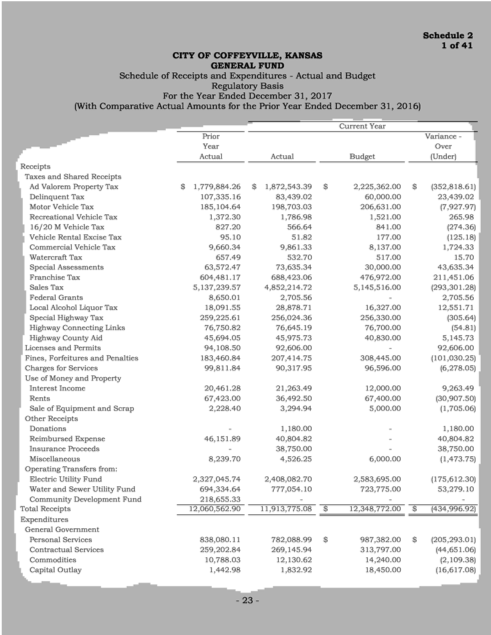 Schedule 2
1 of 41
CITY OF COFFEYVILLE, KANSAS
GENERAL FUND
Schedule of Receipts and Expenditures - Actual and Budget
Regulatory Basis
For the Year Ended December 31, 2017
(With Comparative Actual Amounts for the Prior Year Ended December 31, 2016)
Current Year
Prior Variance -
Year Over
Actual Actual Budget (Under)
Receipts
Taxes and Shared Receipts
Ad Valorem Property Tax $ 1,779,884.26 $ 1,872,543.39 $ 2,225,362.00 $ (352,818.61)
Delinquent Tax 107,335.16 83,439.02 60,000.00 23,439.02
Motor Vehicle Tax 185,104.64 198,703.03 206,631.00 (7,927.97)
Recreational Vehicle Tax 1,372.30 1,786.98 1,521.00 265.98
16/20 M Vehicle Tax 827.20 566.64 841.00 (274.36)
Vehicle Rental Excise Tax 95.10 51.82 177.00 (125.18)
Commercial Vehicle Tax 9,660.34 9,861.33 8,137.00 1,724.33
Watercraft Tax 657.49 532.70 517.00 15.70
Special Assessments 63,572.47 73,635.34 30,000.00 43,635.34
Franchise Tax 604,481.17 688,423.06 476,972.00 211,451.06
Sales Tax 5,137,239.57 4,852,214.72 5,145,516.00 (293,301.28)
Federal Grants 8,650.01 2,705.56 - 2,705.56
Local Alcohol Liquor Tax 18,091.55 28,878.71 16,327.00 12,551.71
Special Highway Tax 259,225.61 256,024.36 256,330.00 (305.64)
Highway Connecting Links 76,750.82 76,645.19 76,700.00 (54.81)
Highway County Aid 45,694.05 45,975.73 40,830.00 5,145.73
Licenses and Permits 94,108.50 92,606.00 - 92,606.00
Fines, Forfeitures and Penalties 183,460.84 207,414.75 308,445.00 (101,030.25)
Charges for Services 99,811.84 90,317.95 96,596.00 (6,278.05)
Use of Money and Property
Interest Income 20,461.28 21,263.49 12,000.00 9,263.49
Rents 67,423.00 36,492.50 67,400.00 (30,907.50)
Sale of Equipment and Scrap 2,228.40 3,294.94 5,000.00 (1,705.06)
Other Receipts
Donations - 1,180.00 - 1,180.00
Reimbursed Expense 46,151.89 40,804.82 - 40,804.82
Insurance Proceeds - 38,750.00 - 38,750.00
Miscellaneous 8,239.70 4,526.25 6,000.00 (1,473.75)
Operating Transfers from:
Electric Utility Fund 2,327,045.74 2,408,082.70 2,583,695.00 (175,612.30)
Water and Sewer Utility Fund 694,334.64 777,054.10 723,775.00 53,279.10
Community Development Fund 218,655.33 - - -
Total Receipts 12,060,562.90 11,913,775.08 $ 12,348,772.00 $ (434,996.92)
Expenditures
General Government
Personal Services 838,080.11 782,088.99 $ 987,382.00 $ (205,293.01)
Contractual Services 259,202.84 269,145.94 313,797.00 (44,651.06)
Commodities 10,788.03 12,130.62 14,240.00 (2,109.38)
Capital Outlay 1,442.98 1,832.92 18,450.00 (16,617.08)
- 23 -